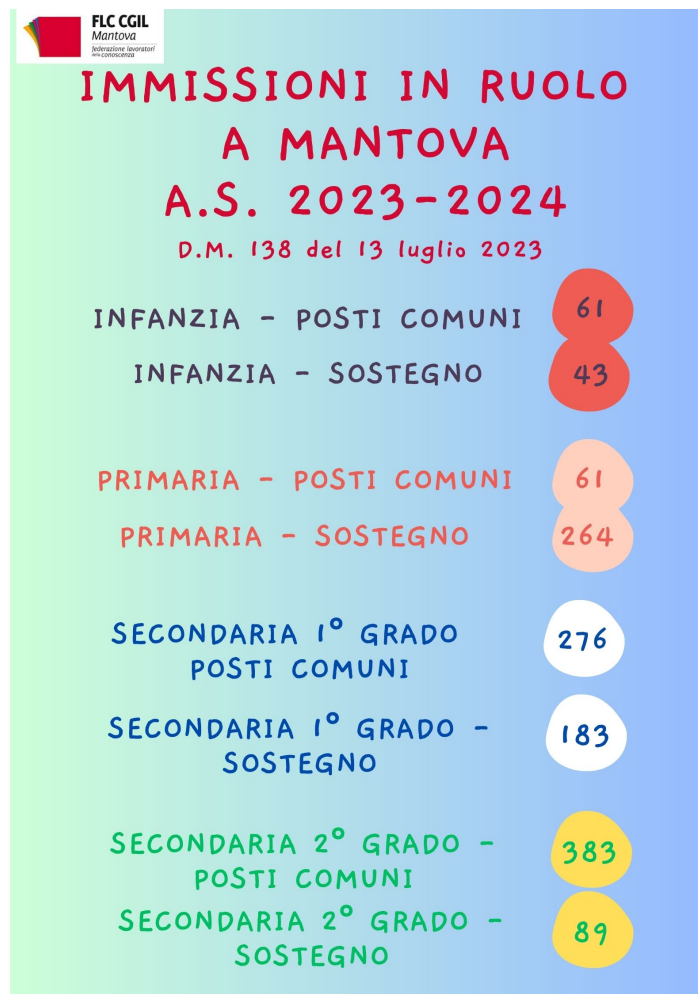 FLC CGIL
Mantova
federazione lavoratori
della conoscenza
IMMISSIONI IN RUOLO
A MANTOVA
A.S. 2023-2024
D.M. 138 del 13 luglio 2023
INFANZIA - POSTI COMUNI 61
INFANZIA - SOSTEGNO 43
PRIMARIA - POSTI COMUNI 61
PRIMARIA - SOSTEGNO 264
SECONDARIA 1° GRADO 276
POSTI COMUNI
SECONDARIA 1° GRADO - 183
SOSTEGNO
SECONDARIA 2° GRADO - 383
POSTI COMUNI
SECONDARIA 2° GRADO - 89
SOSTEGNO